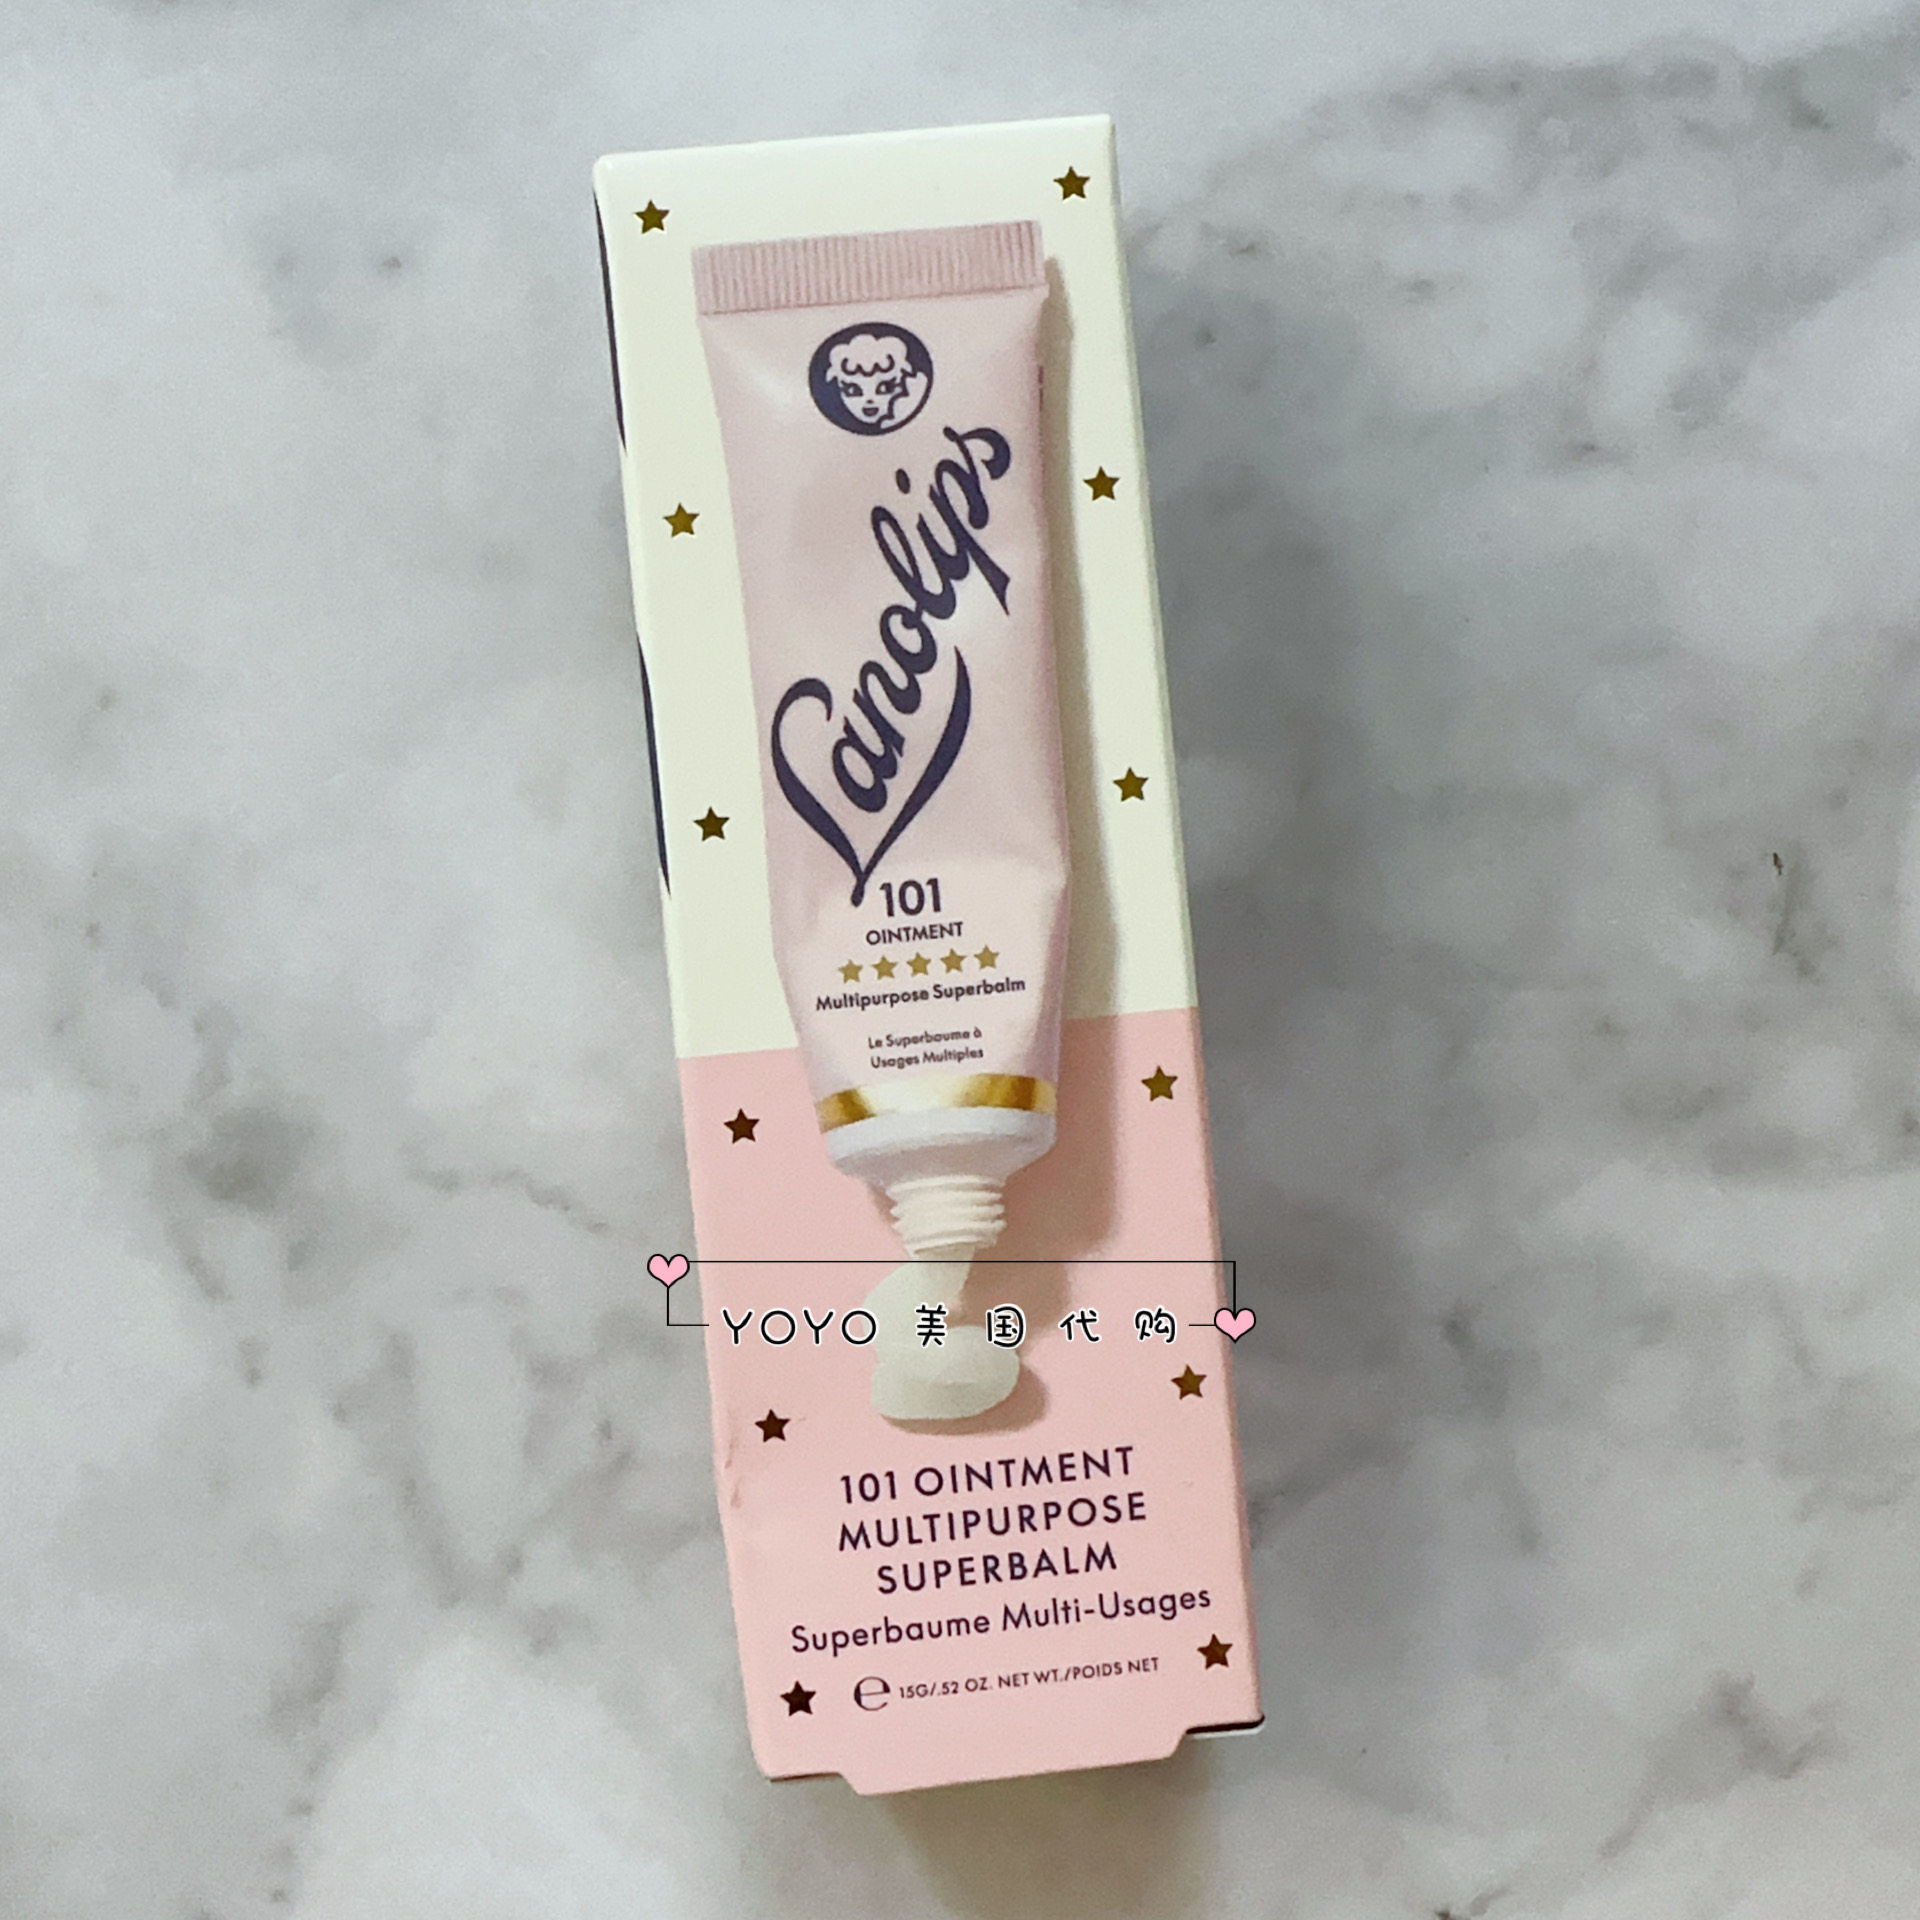 Lanolips
101
OINTMENT
Multipurpose Superbalm
Le Superbaume à
Usages Multiples
YOYO 美国代购
101 OINTMENT
MULTIPURPOSE
SUPERBALM
Superbaume Multi-Usages
℮ 15G/.52 OZ. NET WT./POIDS NET